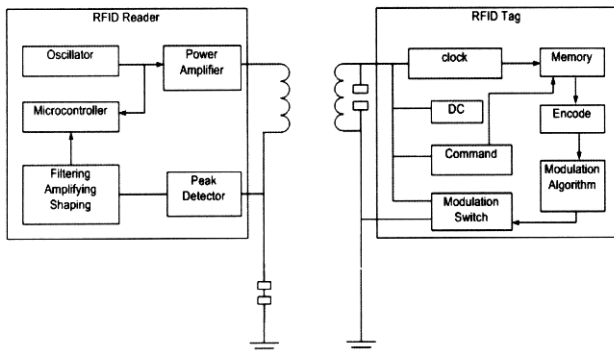 RFID Reader
Oscillator
Power
Amplifier
Microcontroller
Filtering
Amplifying
Shaping
Peak
Detector
RFID Tag
clock
Memory
DC
Encode
Command
Modulation
Algorithm
Modulation
Switch